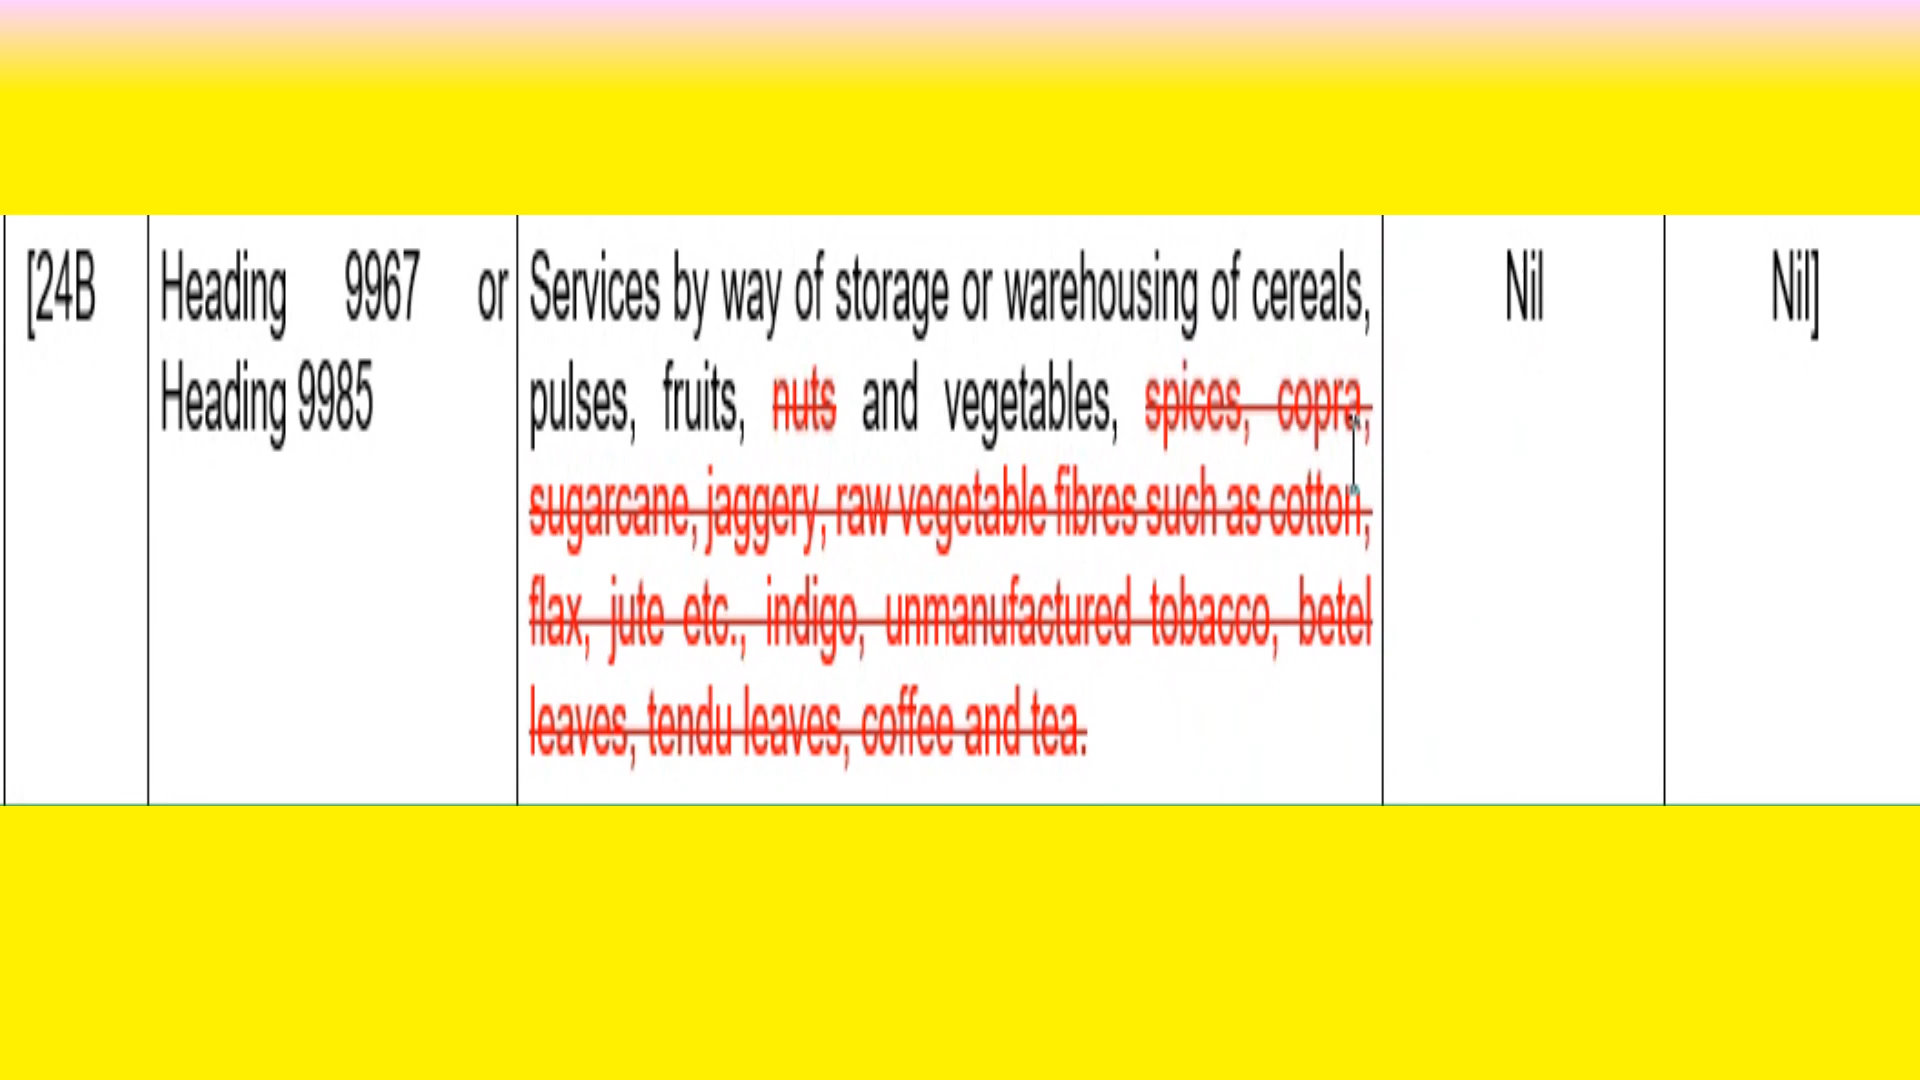 [24B Heading 9967 or Services by way of storage or warehousing of cereals, Nil Nil]
Heading 9985 pulses, fruits, nuts and vegetables, spices, copra,
sugarcane, jaggery, raw vegetable fibres such as cotton,
flax, jute etc., indigo, unmanufactured tobacco, betel
leaves, tendu leaves, coffee and tea.